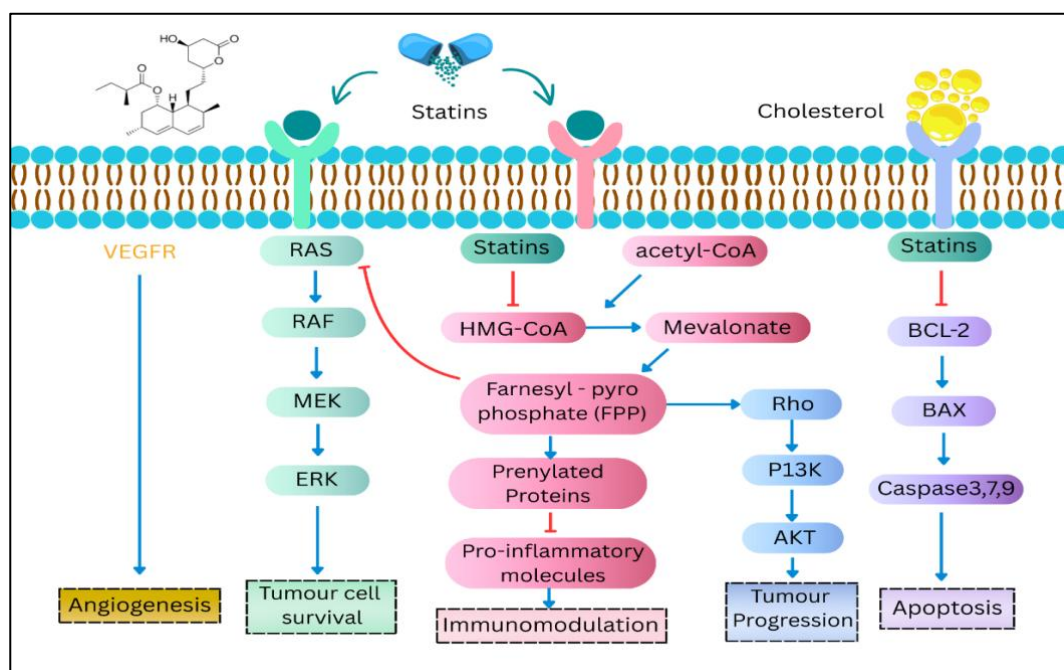 HO
O
O
O
O
H
Statins
Cholesterol
VEGFR
RAS
Statins
acetyl-CoA
Statins
RAF
HMG-CoA
Mevalonate
BCL-2
MEK
Farnesyl - pyro
phosphate (FPP)
Rho
BAX
ERK
Prenylated
Proteins
P13K
Caspase3,7,9
Pro-inflammatory
molecules
AKT
Angiogenesis
Tumour cell
survival
Immunomodulation
Tumour
Progression
Apoptosis